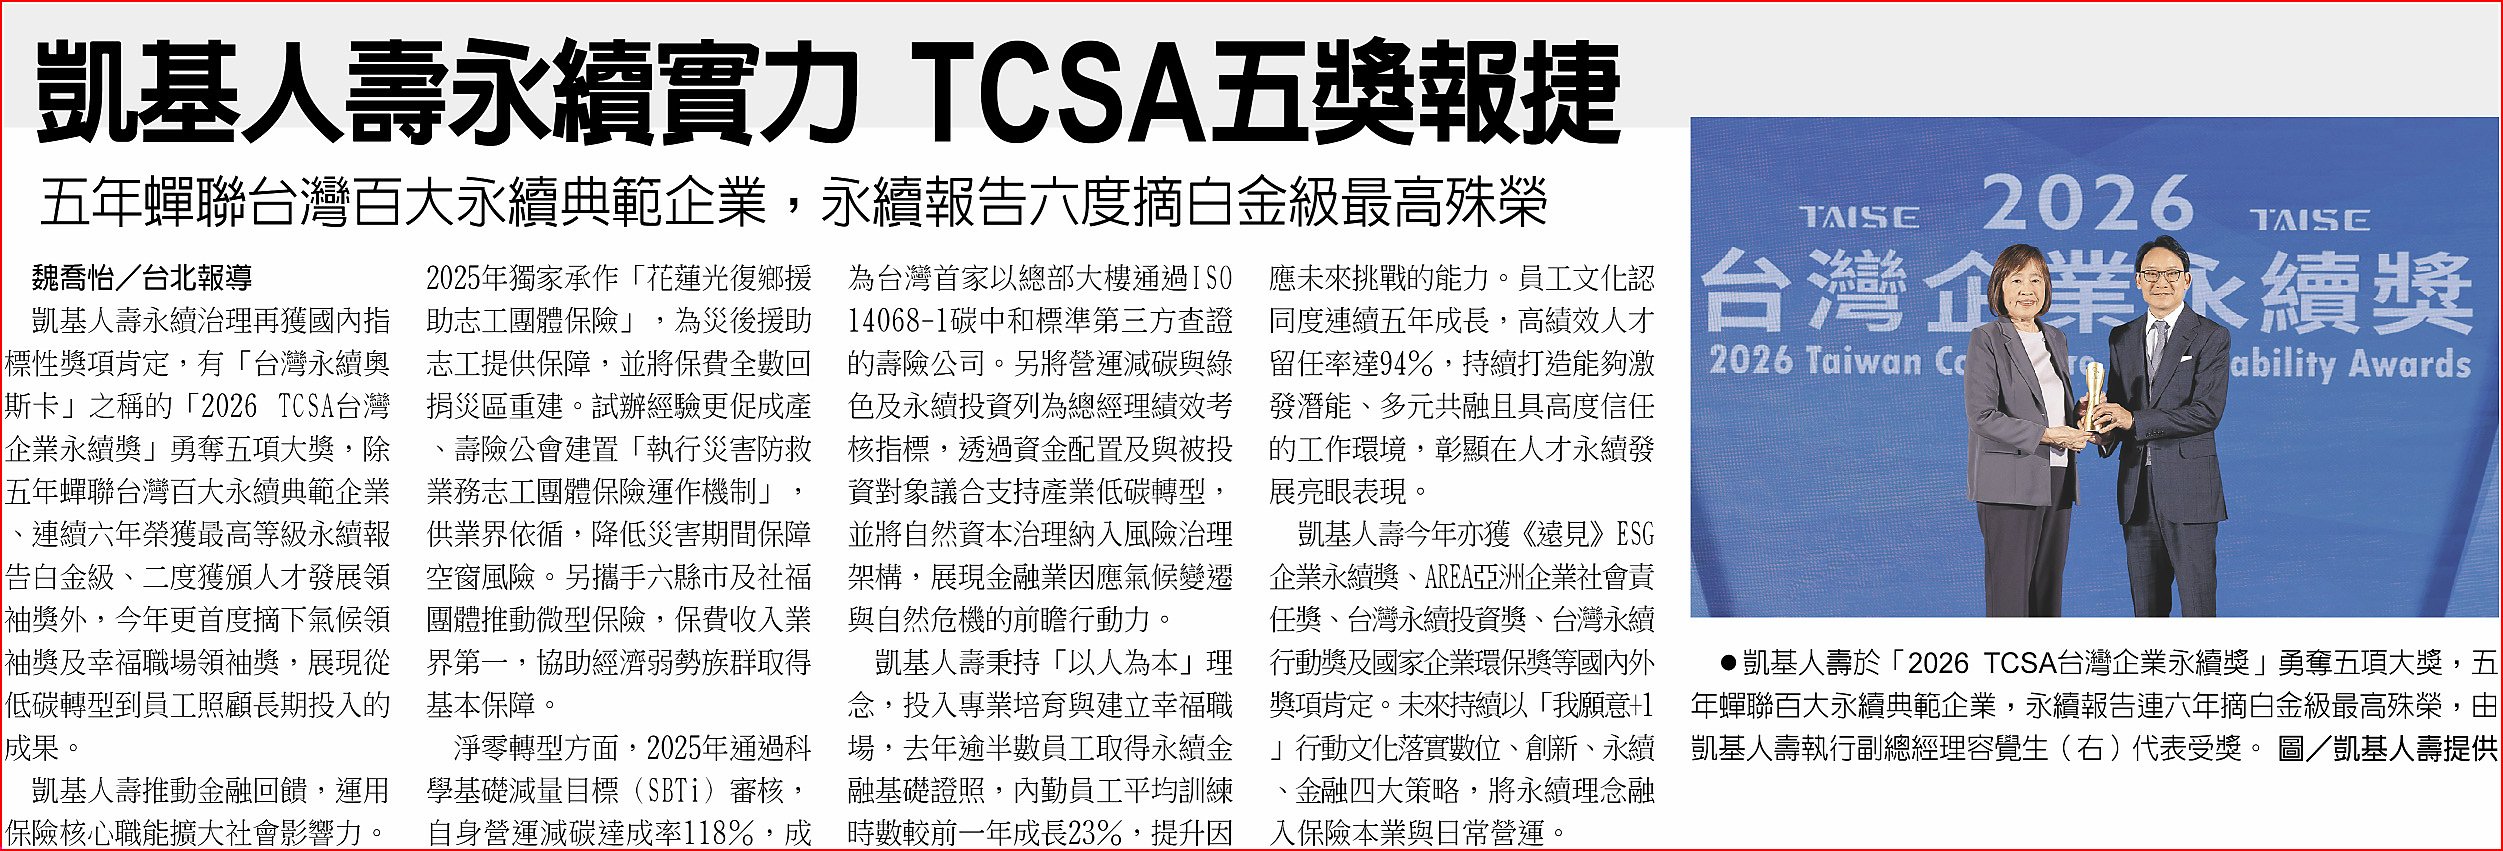 凱基人壽永續實力 TCSA五獎報捷
五年蟬聯台灣百大永續典範企業，永續報告六度摘白金級最高殊榮
魏喬怡／台北報導
凱基人壽永續治理再獲國內指
標性獎項肯定，有「台灣永續奧
斯卡」之稱的「2026 TCSA台灣
企業永續獎」勇奪五項大獎，除
五年蟬聯台灣百大永續典範企業
、連續六年榮獲最高等級永續報
告白金級、二度獲頒人才發展領
袖獎外，今年更首度摘下氣候領
袖獎及幸福職場領袖獎，展現從
低碳轉型到員工照顧長期投入的
成果。
凱基人壽推動金融回饋，運用
保險核心職能擴大社會影響力。
2025年獨家承作「花蓮光復鄉援
助志工團體保險」，為災後援助
志工提供保障，並將保費全數回
捐災區重建。試辦經驗更促成產
、壽險公會建置「執行災害防救
業務志工團體保險運作機制」，
供業界依循，降低災害期間保障
空窗風險。另攜手六縣市及社福
團體推動微型保險，保費收入業
界第一，協助經濟弱勢族群取得
基本保障。
淨零轉型方面，2025年通過科
學基礎減量目標（SBTi）審核，
自身營運減碳達成率118％，成
為台灣首家以總部大樓通過ISO
14068-1碳中和標準第三方查證
的壽險公司。另將營運減碳與綠
色及永續投資列為總經理績效考
核指標，透過資金配置及與被投
資對象議合支持產業低碳轉型，
並將自然資本治理納入風險治理
架構，展現金融業因應氣候變遷
與自然危機的前瞻行動力。
凱基人壽秉持「以人為本」理
念，投入專業培育與建立幸福職
場，去年逾半數員工取得永續金
融基礎證照，內勤員工平均訓練
時數較前一年成長23％，提升因
應未來挑戰的能力。員工文化認
同度連續五年成長，高績效人才
留任率達94％，持續打造能夠激
發潛能、多元共融且具高度信任
的工作環境，彰顯在人才永續發
展亮眼表現。
凱基人壽今年亦獲《遠見》ESG
企業永續獎、AREA亞洲企業社會責
任獎、台灣永續投資獎、台灣永續
行動獎及國家企業環保獎等國內外
獎項肯定。未來持續以「我願意+1
」行動文化落實數位、創新、永續
、金融四大策略，將永續理念融
入保險本業與日常營運。
TAISE 2026 TAISE
台灣企業永續獎
2026 Taiwan Co ability Awards
●凱基人壽於「2026 TCSA台灣企業永續獎」勇奪五項大獎，五
年蟬聯百大永續典範企業，永續報告連六年摘白金級最高殊榮，由
凱基人壽執行副總經理容覺生（右）代表受獎。 圖／凱基人壽提供